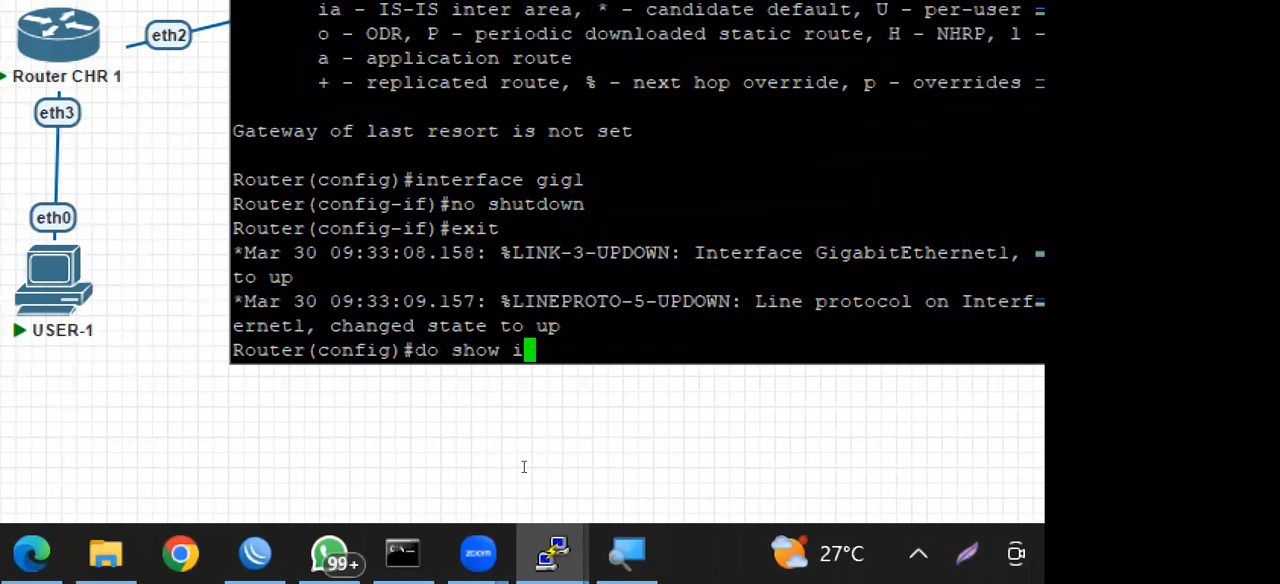 ia - IS-IS inter area, * - candidate default, U - per-user
o - ODR, P - periodic downloaded static route, H - NHRP, l -
a - application route
+ - replicated route, % - next hop override, p - overrides
Gateway of last resort is not set
Router(config)#interface gig1
Router(config-if)#no shutdown
Router(config-if)#exit
*Mar 30 09:33:08.158: %LINK-3-UPDOWN: Interface GigabitEthernet1,
to up
*Mar 30 09:33:09.157: %LINEPROTO-5-UPDOWN: Line protocol on Interf
ernet1, changed state to up
Router(config)#do show i
eth2
Router CHR 1
eth3
eth0
USER-1
99+
zoom
27°C